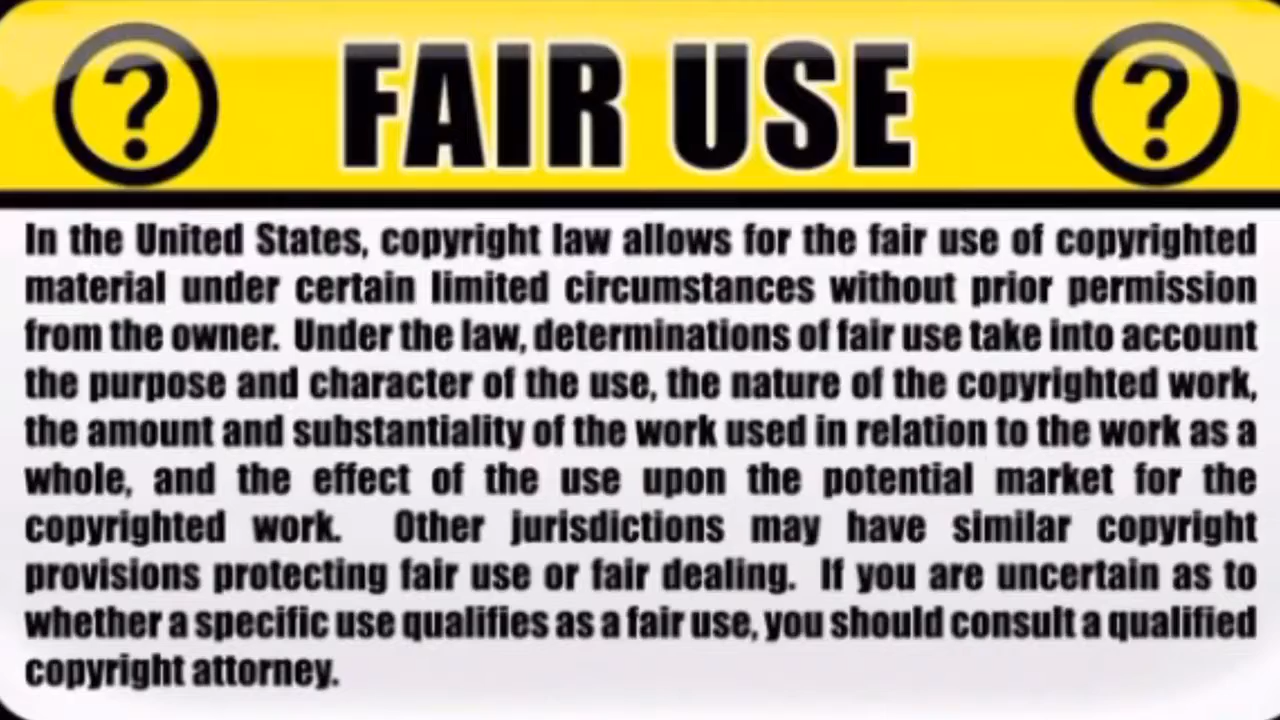 FAIR USE
In the United States, copyright law allows for the fair use of copyrighted
material under certain limited circumstances without prior permission
from the owner. Under the law, determinations of fair use take into account
the purpose and character of the use, the nature of the copyrighted work,
the amount and substantiality of the work used in relation to the work as a
whole, and the effect of the use upon the potential market for the
copyrighted work. Other jurisdictions may have similar copyright
provisions protecting fair use or fair dealing. If you are uncertain as to
whether a specific use qualifies as a fair use, you should consult a qualified
copyright attorney.